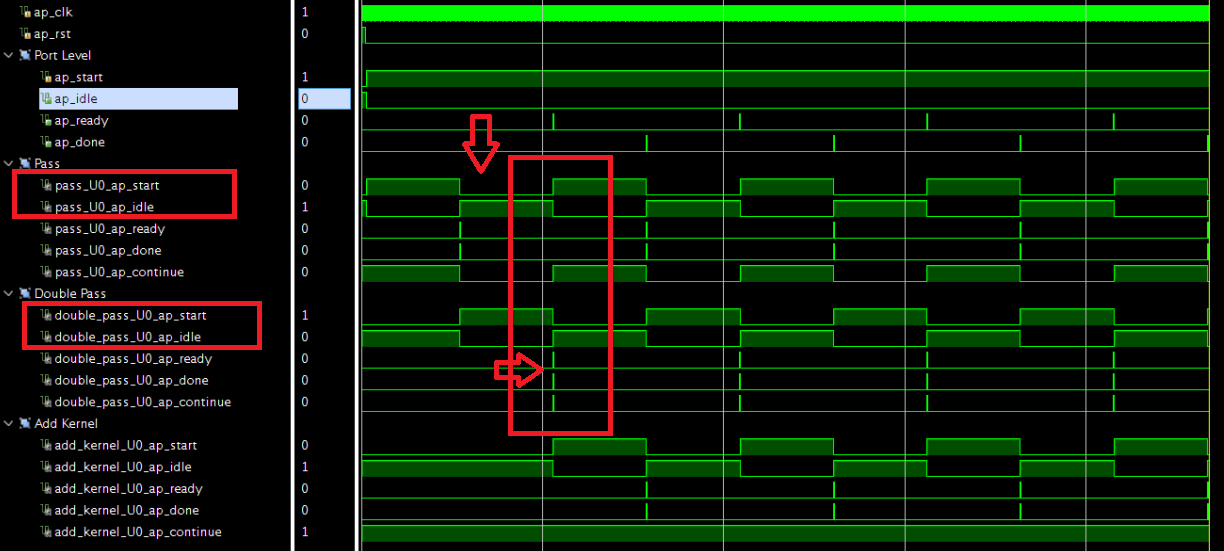 ap_clk 1
ap_rst 0
Port Level
ap_start 1
ap_idle 0
ap_ready 0
ap_done 0
Pass
pass_U0_ap_start 0
pass_U0_ap_idle 1
pass_U0_ap_ready 0
pass_U0_ap_done 0
pass_U0_ap_continue 0
Double Pass
double_pass_U0_ap_start 1
double_pass_U0_ap_idle 0
double_pass_U0_ap_ready 0
double_pass_U0_ap_done 0
double_pass_U0_ap_continue 0
Add Kernel
add_kernel_U0_ap_start 0
add_kernel_U0_ap_idle 1
add_kernel_U0_ap_ready 0
add_kernel_U0_ap_done 0
add_kernel_U0_ap_continue 1